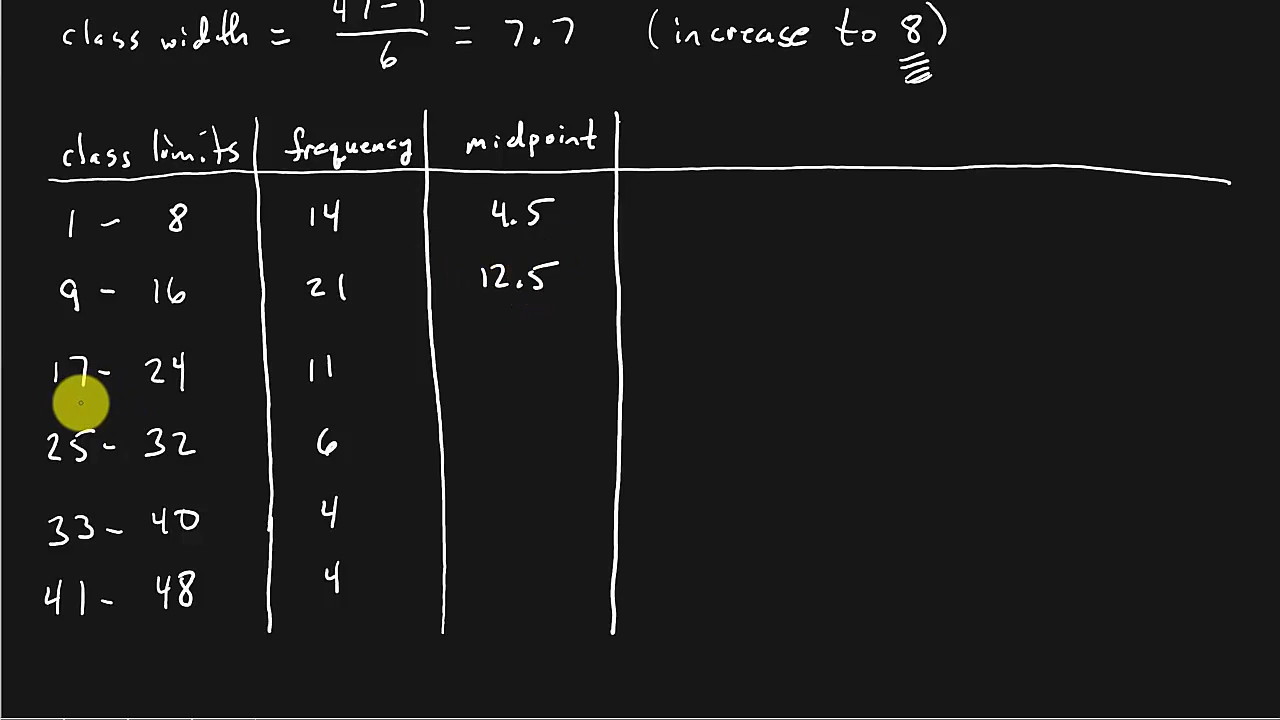 class width = 47-1/6 = 7.7 (increase to 8)
class limits frequency midpoint
1 - 8 14 4.5
9 - 16 21 12.5
17 - 24 11
25 - 32 6
33 - 40 4
41 - 48 4